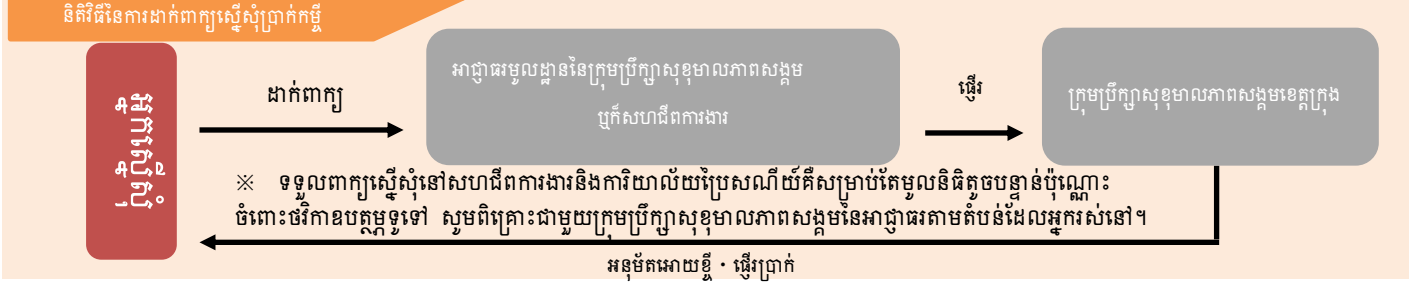 និតិវិធីនៃការដាក់ពាក្យស្នើសុំប្រាក់កម្ចី
អ្នកស្នើសុំ
ដាក់ពាក្យ
អាជ្ញាធរមូលដ្ឋាននៃក្រុមប្រឹក្សាសុខុមាលភាពសង្គម
ឬក៏សហជីពការងារ
ផ្ញើរ
ក្រុមប្រឹក្សាសុខុមាលភាពសង្គមខេត្តក្រុង
※ ទទួលពាក្យស្នើសុំនៅសហជីពការងារនិងការិយាល័យប្រៃសណីយ៍គឺសម្រាប់តែមូលនិធិតូចបន្ទាន់ប៉ុណ្ណោះ
ចំពោះថវិកាឧបត្ថម្ភទូទៅ សូមពិគ្រោះជាមួយក្រុមប្រឹក្សាសុខុមាលភាពសង្គមនៃអាជ្ញាធរតាមតំបន់ដែលអ្នករស់នៅ។
អនុម័តអោយខ្ចី・ផ្ញើរប្រាក់